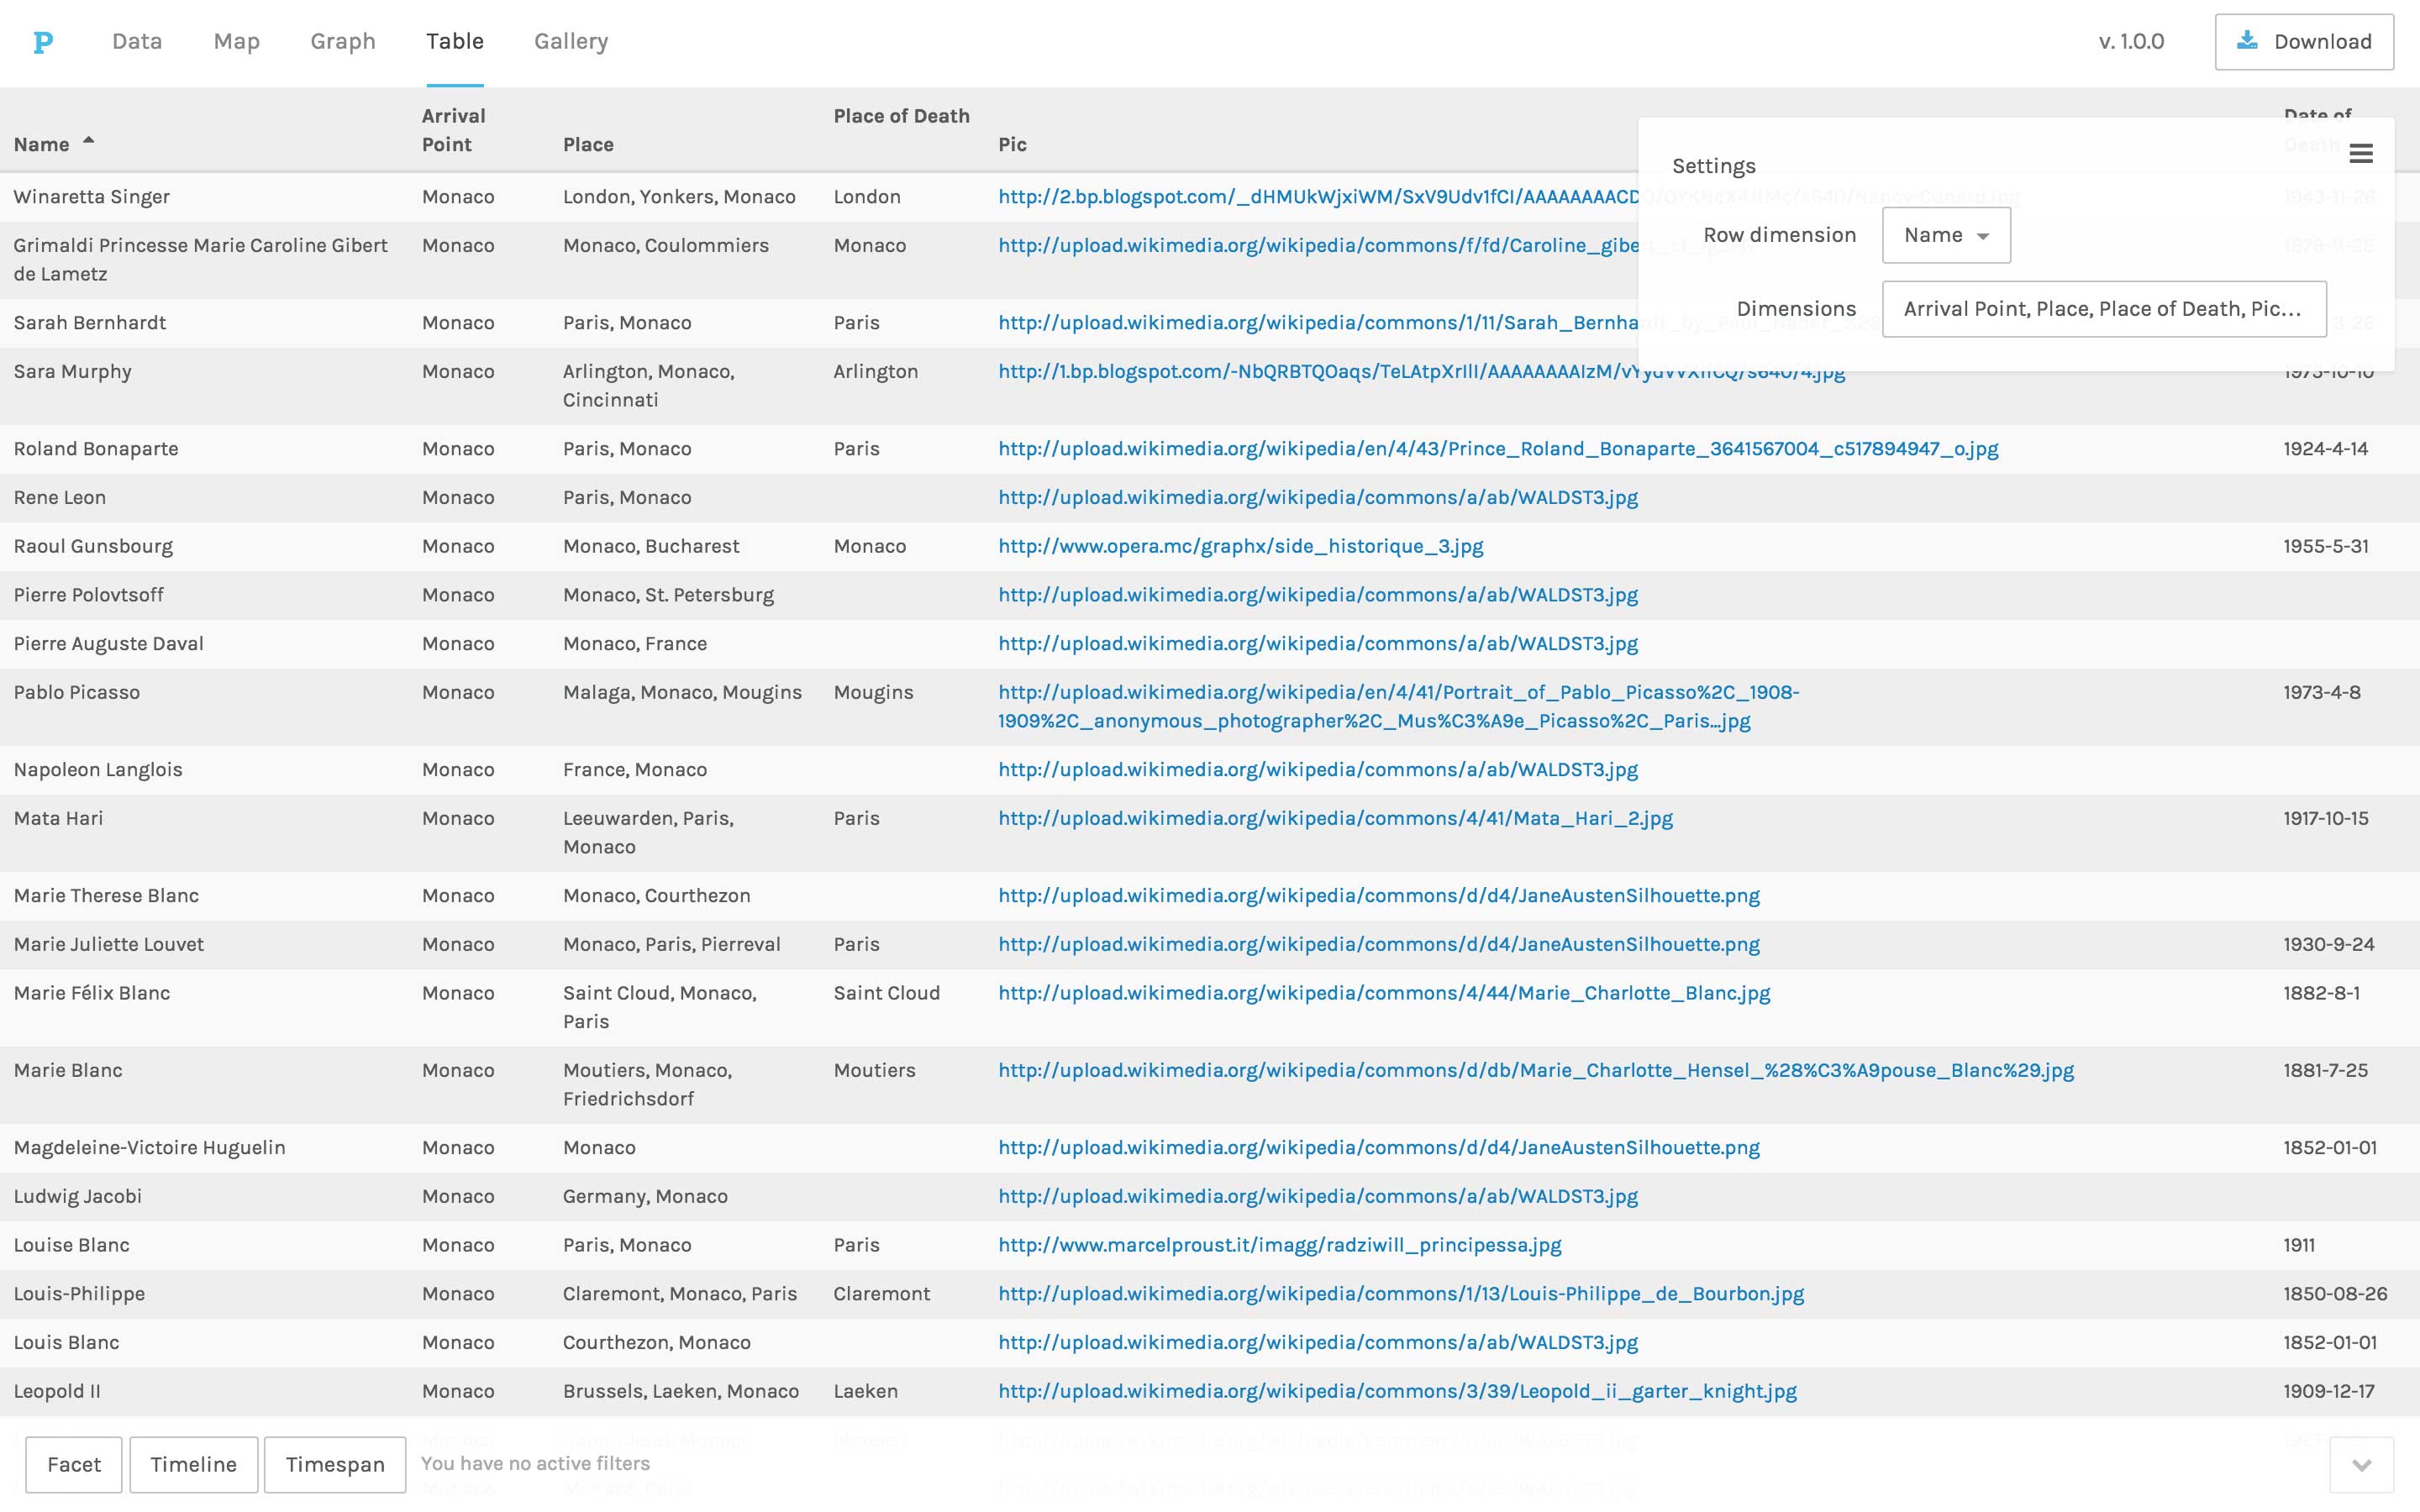 P Data Map Graph Table Gallery v. 1.0.0 Download
Name Arrival Point Place Place of Death Pic Date of Death
Settings
Row dimension Name
Dimensions Arrival Point, Place, Place of Death, Pic...
Winaretta Singer Monaco London, Yonkers, Monaco London http://2.bp.blogspot.com/_dHMUkWjxiWM/SxV9Udv1fCI/AAAAAAAACD 1943-11-26
Grimaldi Princesse Marie Caroline Gibert de Lametz Monaco Monaco, Coulommiers Monaco http://upload.wikimedia.org/wikipedia/commons/f/fd/Caroline_giber
Sarah Bernhardt Monaco Paris, Monaco Paris http://upload.wikimedia.org/wikipedia/commons/1/11/Sarah_Bernha
Sara Murphy Monaco Arlington, Monaco, Cincinnati Arlington 1975-10-10
Roland Bonaparte Monaco Paris, Monaco Paris http://upload.wikimedia.org/wikipedia/en/4/43/Prince_Roland_Bonaparte_3641567004_c517894947_o.jpg 1924-4-14
Rene Leon Monaco Paris, Monaco http://upload.wikimedia.org/wikipedia/commons/a/ab/WALDST3.jpg
Raoul Gunsbourg Monaco Monaco, Bucharest Monaco http://www.opera.mc/graphx/side_historique_3.jpg 1955-5-31
Pierre Polovtsoff Monaco Monaco, St. Petersburg http://upload.wikimedia.org/wikipedia/commons/a/ab/WALDST3.jpg
Pierre Auguste Daval Monaco Monaco, France http://upload.wikimedia.org/wikipedia/commons/a/ab/WALDST3.jpg
Pablo Picasso Monaco Malaga, Monaco, Mougins Mougins http://upload.wikimedia.org/wikipedia/en/4/41/Portrait_of_Pablo_Picasso%2C_1908- 1973-4-8
1909%2C_anonymous_photographer%2C_Mus%C3%A9e_Picasso%2C_Paris...jpg
Napoleon Langlois Monaco France, Monaco http://upload.wikimedia.org/wikipedia/commons/a/ab/WALDST3.jpg
Mata Hari Monaco Leeuwarden, Paris, Monaco Paris http://upload.wikimedia.org/wikipedia/commons/4/41/Mata_Hari_2.jpg 1917-10-15
Marie Therese Blanc Monaco Monaco, Courthezon http://upload.wikimedia.org/wikipedia/commons/d/d4/JaneAustenSilhouette.png
Marie Juliette Louvet Monaco Monaco, Paris, Pierreval Paris http://upload.wikimedia.org/wikipedia/commons/d/d4/JaneAustenSilhouette.png 1930-9-24
Marie Félix Blanc Monaco Saint Cloud, Monaco, Paris Saint Cloud http://upload.wikimedia.org/wikipedia/commons/4/44/Marie_Charlotte_Blanc.jpg 1882-8-1
Marie Blanc Monaco Moutiers, Monaco, Friedrichsdorf Moutiers http://upload.wikimedia.org/wikipedia/commons/d/db/Marie_Charlotte_Hensel_%28%C3%A9pouse_Blanc%29.jpg 1881-7-25
Magdeleine-Victoire Huguelin Monaco Monaco http://upload.wikimedia.org/wikipedia/commons/d/d4/JaneAustenSilhouette.png 1852-01-01
Ludwig Jacobi Monaco Germany, Monaco http://upload.wikimedia.org/wikipedia/commons/a/ab/WALDST3.jpg
Louise Blanc Monaco Paris, Monaco Paris http://www.marcelproust.it/imagg/radziwill_principessa.jpg 1911
Louis-Philippe Monaco Claremont, Monaco, Paris Claremont http://upload.wikimedia.org/wikipedia/commons/1/13/Louis-Philippe_de_Bourbon.jpg 1850-08-26
Louis Blanc Monaco Courthezon, Monaco http://upload.wikimedia.org/wikipedia/commons/a/ab/WALDST3.jpg 1852-01-01
Leopold II Monaco Brussels, Laeken, Monaco Laeken http://upload.wikimedia.org/wikipedia/commons/3/39/Leopold_ii_garter_knight.jpg 1909-12-17
Facet Timeline Timespan You have no active filters